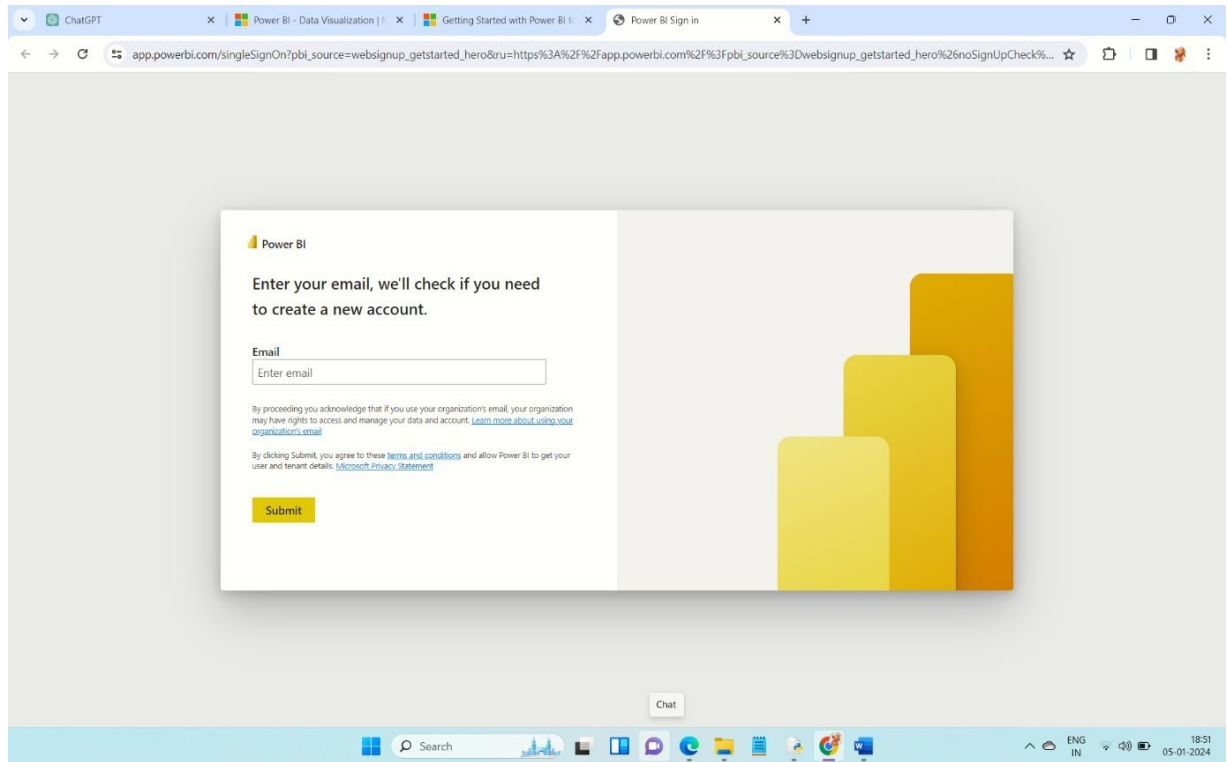 ChatGPT
Power BI - Data Visualization |
Getting Started with Power BI
Power BI Sign in
app.powerbi.com/singleSignOn?pbi_source=websignup_getstarted_hero&ru=https%3A%2F%2Fapp.powerbi.com%2F%3Fpbi_source%3Dwebsignup_getstarted_hero%26noSignUpCheck%...
Power BI
Enter your email, we'll check if you need
to create a new account.
Email
Enter email
By proceeding you acknowledge that if you use your organization's email, your organization
may have rights to access and manage your data and account. Learn more about using your
organization's email
By clicking Submit, you agree to these terms and conditions and allow Power BI to get your
user and tenant details. Microsoft Privacy Statement
Submit
Chat
Search
ENG
IN
18:51
05-01-2024